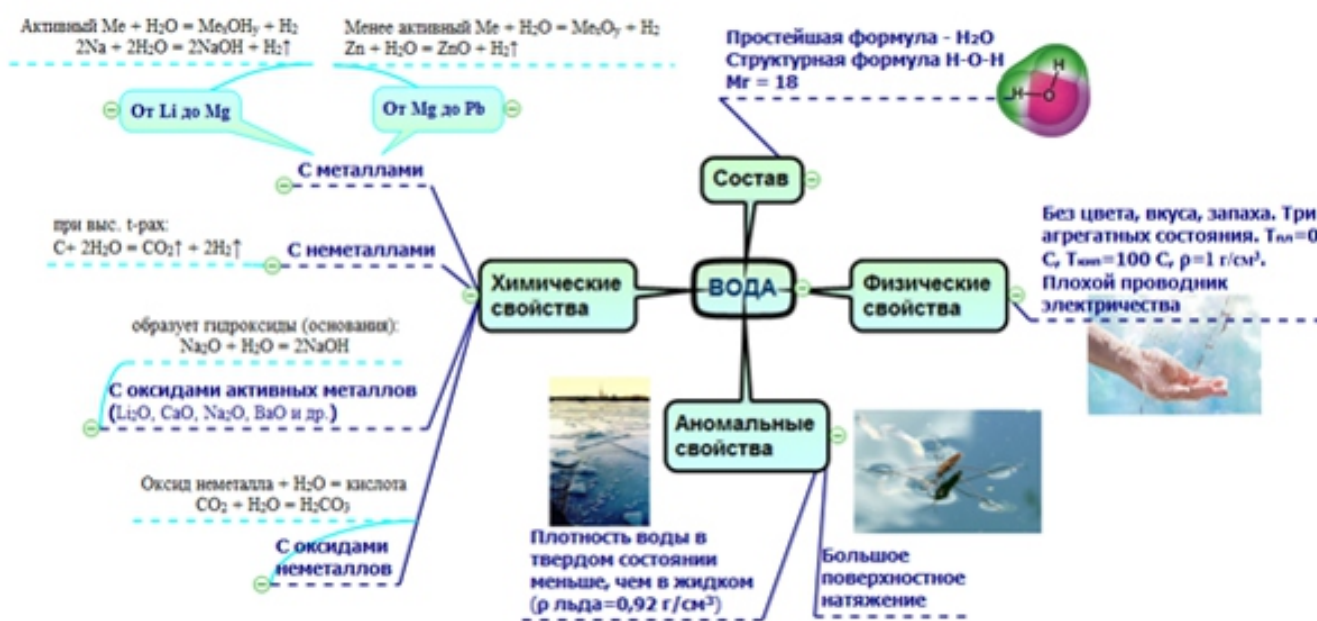 Активный Me + H₂O = MeₓOHᵧ + H₂
2Na + 2H₂O = 2NaOH + H₂↑
Менее активный Me + H₂O = MeₓOᵧ + H₂
Zn + H₂O = ZnO + H₂↑
От Li до Mg
От Mg до Pb
С металлами
при выс. t-рах:
C+ 2H₂O = CO₂↑ + 2H₂↑
С неметаллами
образует гидроксиды (основания):
Na₂O + H₂O = 2NaOH
С оксидами активных металлов
(Li₂O, CaO, Na₂O, BaO и др.)
Оксид неметалла + H₂O = кислота
CO₂ + H₂O = H₂CO₃
С оксидами
неметаллов
Химические
свойства
ВОДА
Состав
Простейшая формула - H₂O
Структурная формула H-O-H
Mr = 18
H
H
O
Физические
свойства
Без цвета, вкуса, запаха. Три
агрегатных состояния. Tпл=0
C, Tкип=100 C, ρ=1 г/см³.
Плохой проводник
электричества
Аномальные
свойства
Плотность воды в
твердом состоянии
меньше, чем в жидком
(ρ льда=0,92 г/см³)
Большое
поверхностное
натяжение